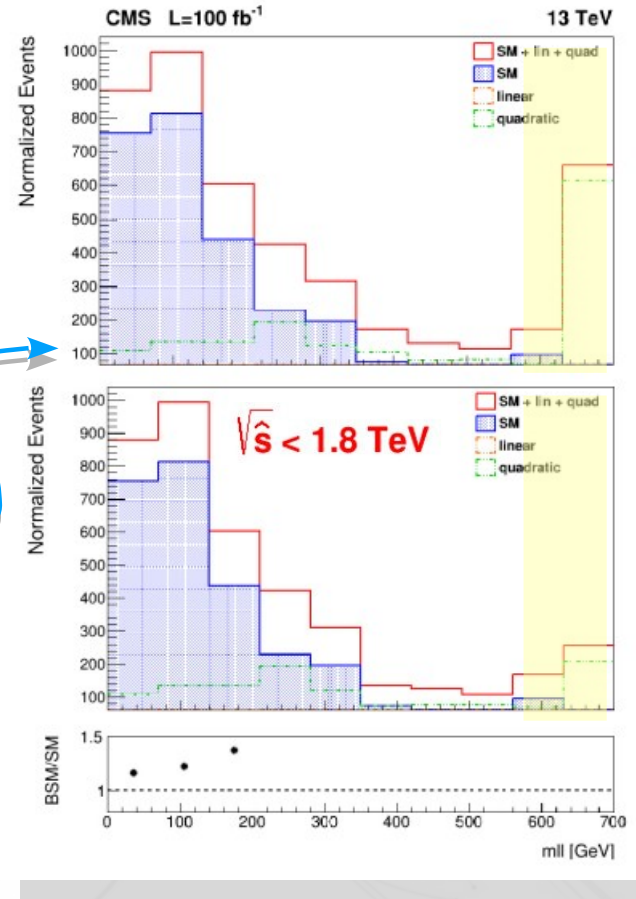 CMS L=100 fb-1 13 TeV
Normalized Events
1000
900
800
700
600
500
400
300
200
100
SM + lin + quad
SM
linear
quadratic
Normalized Events
1000
900
800
700
600
500
400
300
200
100
√ŝ < 1.8 TeV
SM + lin + quad
SM
linear
quadratic
BSM/SM
1.5
1
0 100 200 300 400 500 600 700
mll [GeV]